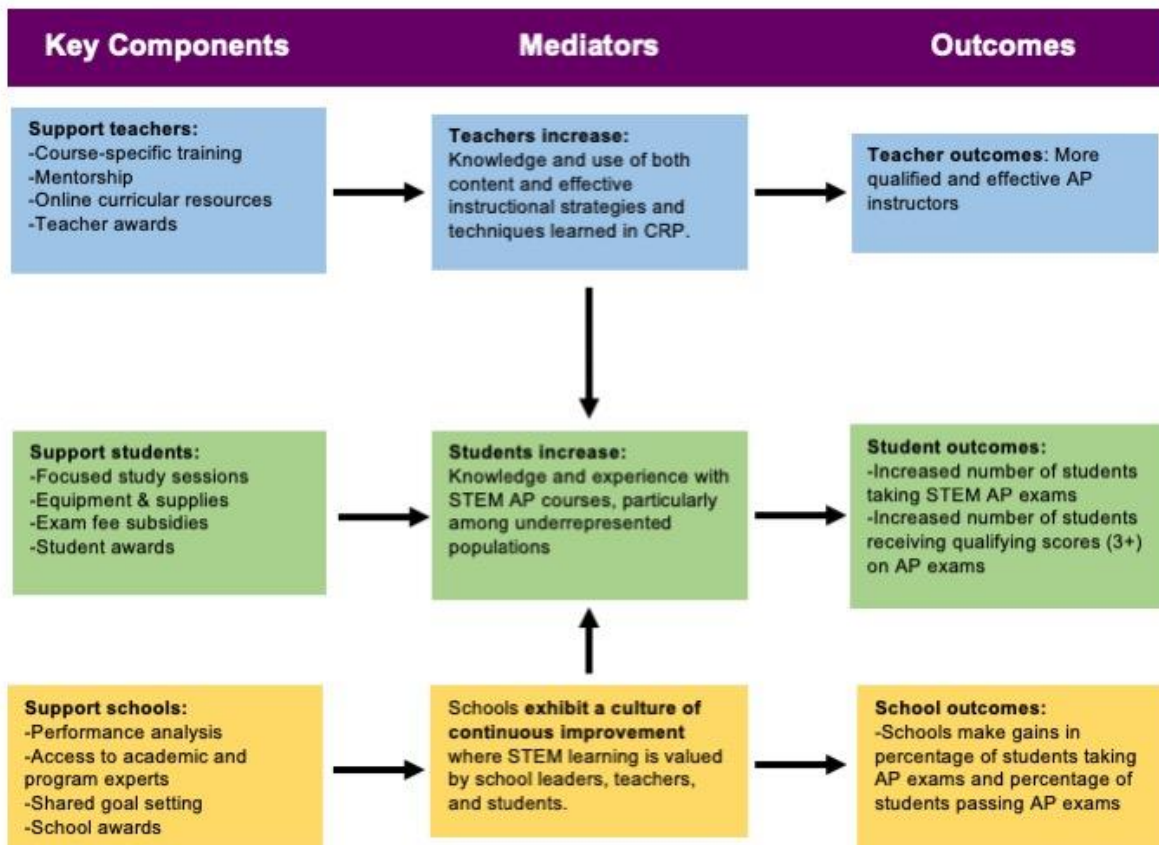 Key Components
Mediators
Outcomes
Support teachers:
-Course-specific training
-Mentorship
-Online curricular resources
-Teacher awards
Teachers increase:
Knowledge and use of both
content and effective
instructional strategies and
techniques learned in CRP.
Teacher outcomes: More
qualified and effective AP
instructors
Support students:
-Focused study sessions
-Equipment & supplies
-Exam fee subsidies
-Student awards
Students increase:
Knowledge and experience with
STEM AP courses, particularly
among underrepresented
populations
Student outcomes:
-Increased number of students
taking STEM AP exams
-Increased number of students
receiving qualifying scores (3+)
on AP exams
Support schools:
-Performance analysis
-Access to academic and
program experts
-Shared goal setting
-School awards
Schools exhibit a culture of
continuous improvement
where STEM learning is valued
by school leaders, teachers,
and students.
School outcomes:
-Schools make gains in
percentage of students taking
AP exams and percentage of
students passing AP exams